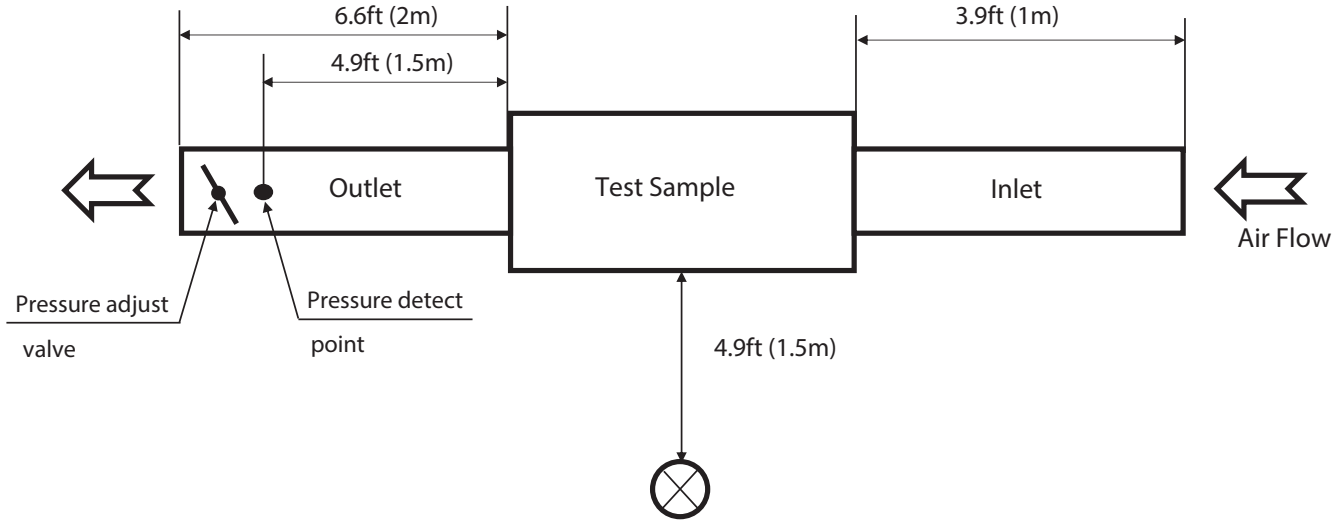 6.6ft (2m)
3.9ft (1m)
4.9ft (1.5m)
Outlet
Test Sample
Inlet
Air Flow
Pressure adjust
valve
Pressure detect
point
4.9ft (1.5m)